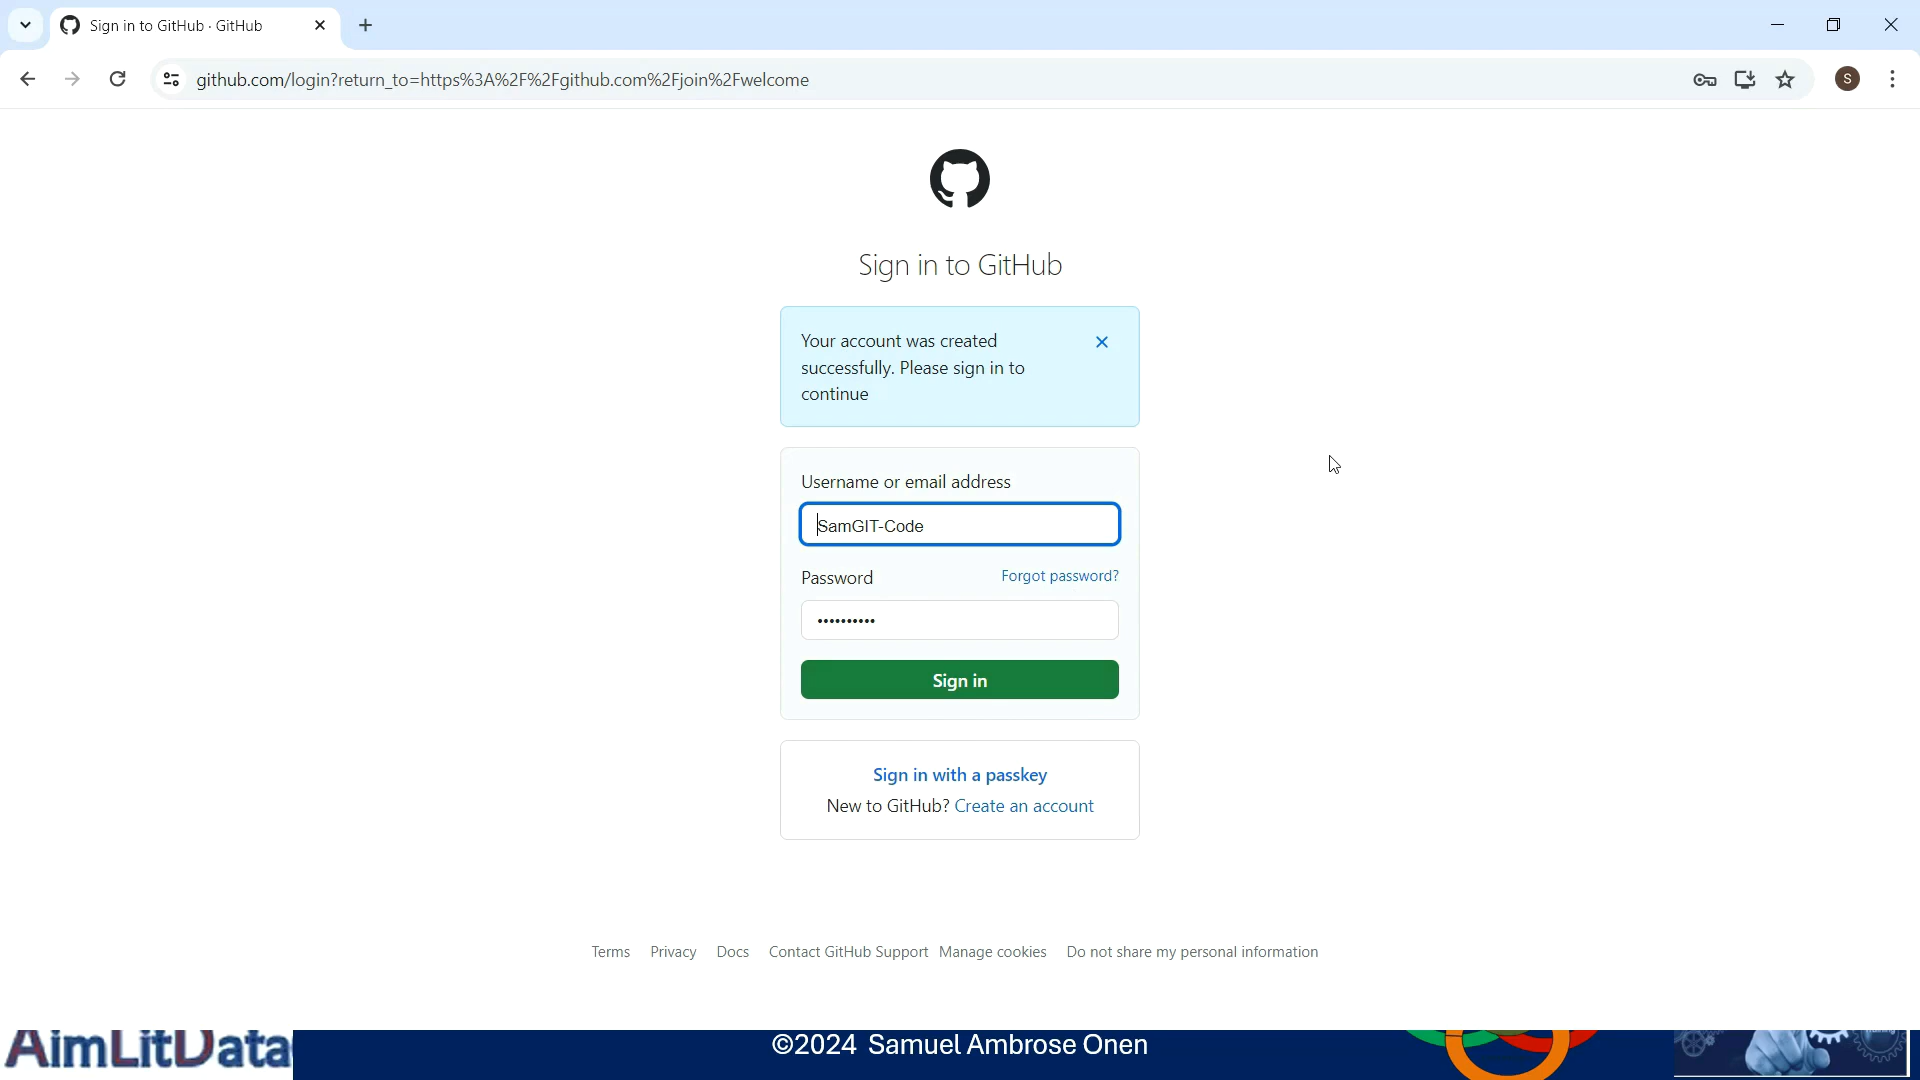 Sign in to GitHub · GitHub
github.com/login?return_to=https%3A%2F%2Fgithub.com%2Fjoin%2Fwelcome
S
Sign in to GitHub
Your account was created
successfully. Please sign in to
continue
Username or email address
SamGIT-Code
Password Forgot password?
••••••••••
Sign in
Sign in with a passkey
New to GitHub? Create an account
Terms Privacy Docs Contact GitHub Support Manage cookies Do not share my personal information
AimLitData
©2024 Samuel Ambrose Onen